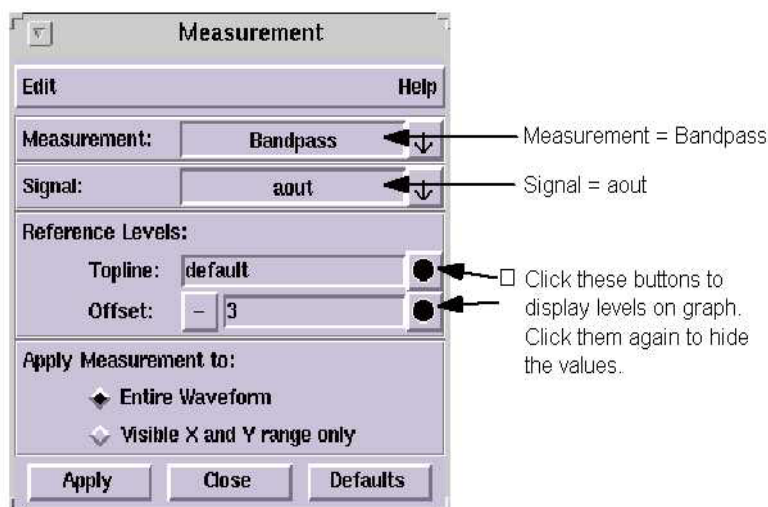 Measurement
Edit Help
Measurement: Bandpass
Measurement = Bandpass
Signal: aout
Signal = aout
Reference Levels:
Topline: default
Offset: - 3
Click these buttons to
display levels on graph.
Click them again to hide
the values.
Apply Measurement to:
Entire Waveform
Visible X and Y range only
Apply Close Defaults